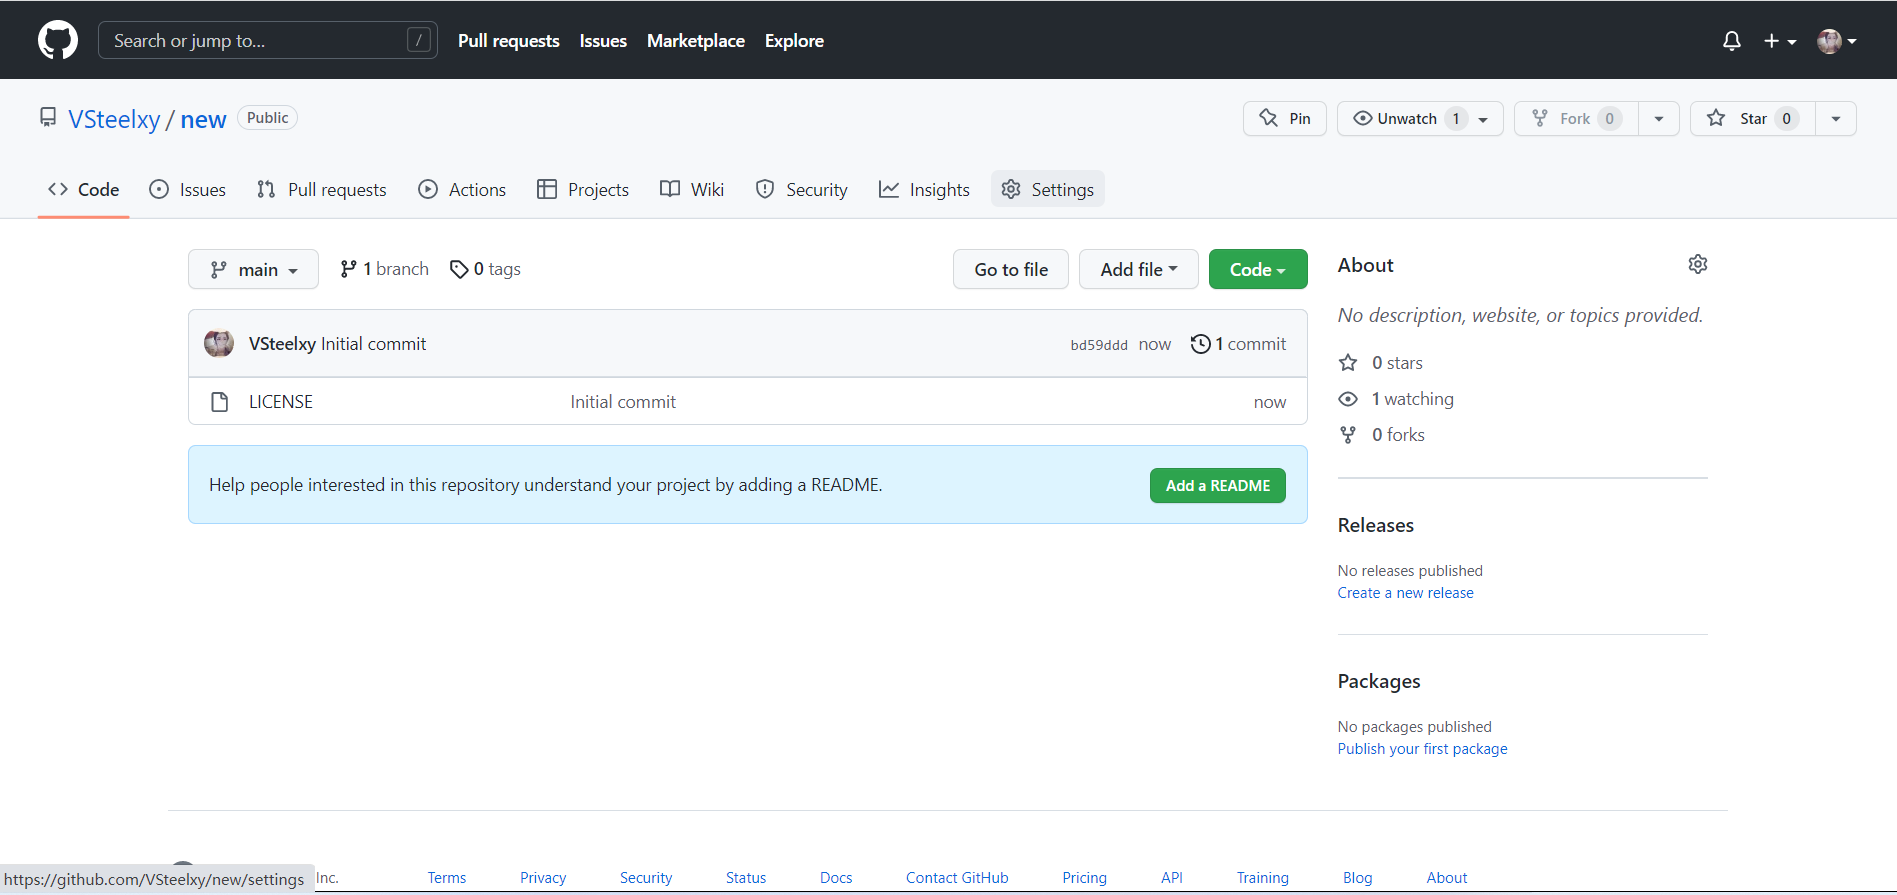 Search or jump to... / Pull requests Issues Marketplace Explore
VSteelxy / new Public Pin Unwatch 1 Fork 0 Star 0
Code Issues Pull requests Actions Projects Wiki Security Insights Settings
main 1 branch 0 tags Go to file Add file Code
VSteelxy Initial commit bd59ddd now 1 commit
LICENSE Initial commit now
Help people interested in this repository understand your project by adding a README. Add a README
About
No description, website, or topics provided.
0 stars
1 watching
0 forks
Releases
No releases published
Create a new release
Packages
No packages published
Publish your first package
https://github.com/VSteelxy/new/settings Inc. Terms Privacy Security Status Docs Contact GitHub Pricing API Training Blog About